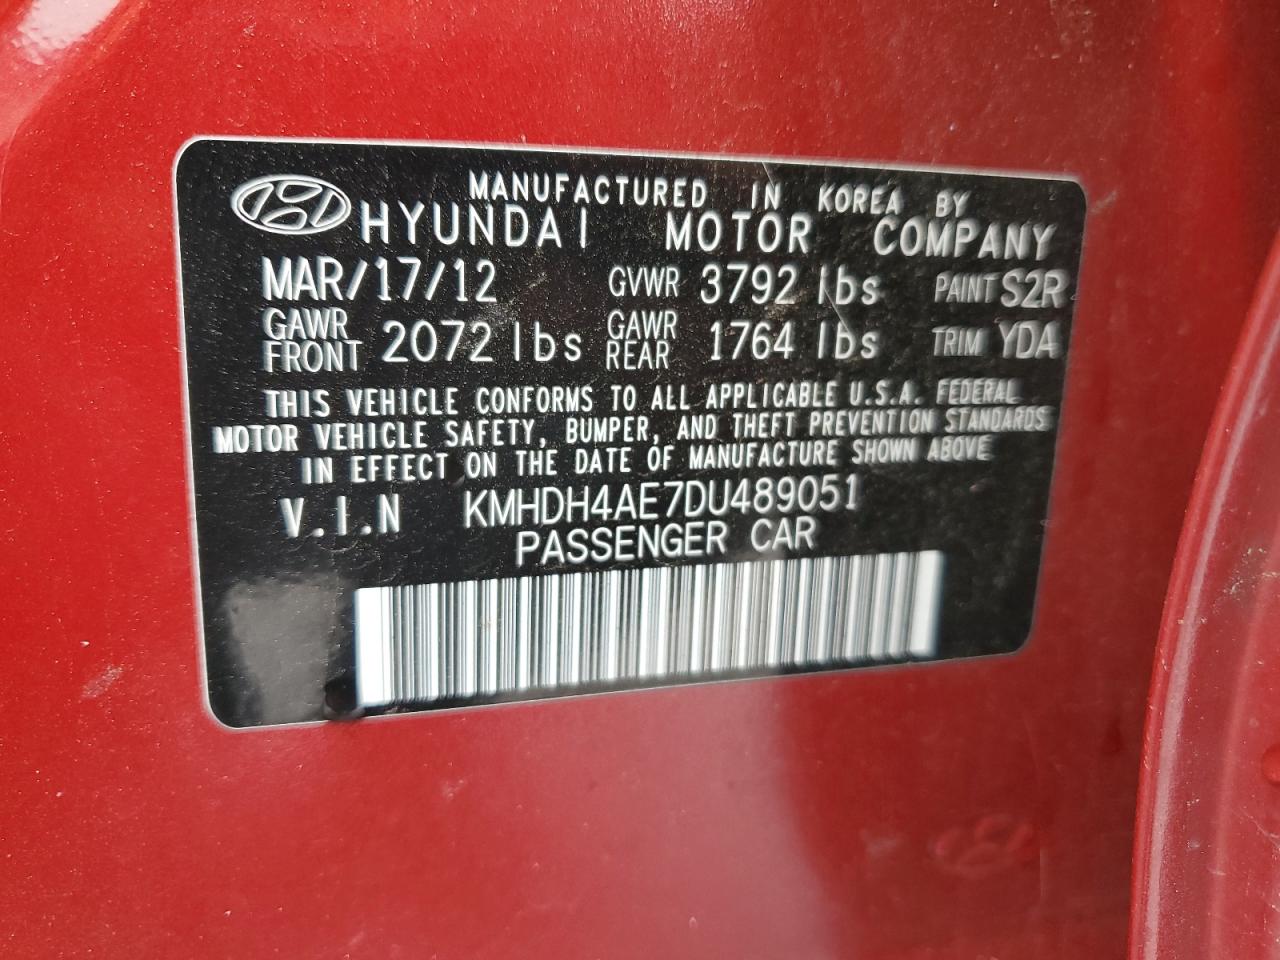 MANUFACTURED IN KOREA BY
HYUNDAI MOTOR COMPANY
MAR/17/12 GVWR 3792 lbs PAINT S2R
GAWR FRONT 2072 lbs GAWR REAR 1764 lbs TRIM YDA
THIS VEHICLE CONFORMS TO ALL APPLICABLE U.S.A. FEDERAL
MOTOR VEHICLE SAFETY, BUMPER, AND THEFT PREVENTION STANDARDS
IN EFFECT ON THE DATE OF MANUFACTURE SHOWN ABOVE
V.I.N KMHDH4AE7DU489051
PASSENGER CAR